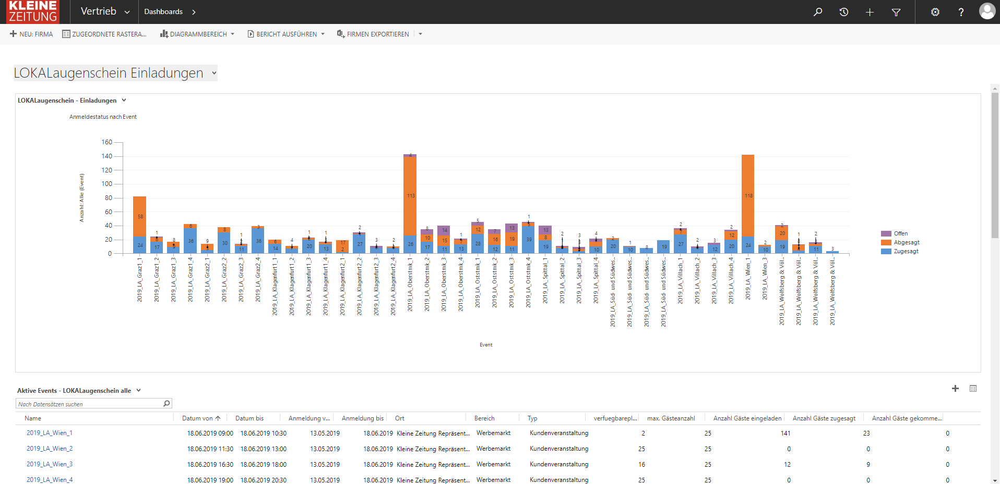 KLEINE
ZEITUNG
Vertrieb
Dashboards
NEU: FIRMA
ZUGEORDNETE RASTERA...
DIAGRAMMBEREICH
BERICHT AUSFÜHREN
FIRMEN EXPORTIEREN
LOKALaugenschein Einladungen
LOKALaugenschein - Einladungen
Anmeldestatus nach Event
Anzahl: Alle (Event)
160
140
120
100
80
60
40
20
0
58 24
1 17
8 9
6 36
9 5
8 30
1 11
3 36
6 14
4
1 20
1 13
17 2
2 27
3
2
4 113 26
8 10 17
14 15 11
1 7 13
5 12 28
7 16 12
13 19 11
1 5 39
13 8 19
2
3
4 10
2 20
1 10
8
19
2 7 27
2
3 12
2 12 20
118 24
2 10
2 20 19
1
2 11
3
2019_LA_Graz1_1
2019_LA_Graz1_2
2019_LA_Graz1_3
2019_LA_Graz1_4
2019_LA_Graz2_1
2019_LA_Graz2_2
2019_LA_Graz2_3
2019_LA_Graz2_4
2019_LA_Klagenfurt1_1
2019_LA_Klagenfurt1_2
2019_LA_Klagenfurt1_3
2019_LA_Klagenfurt1_4
2019_LA_Klagenfurt2_1
2019_LA_Klagenfurt2_2
2019_LA_Klagenfurt2_3
2019_LA_Klagenfurt2_4
2019_LA_Oberstmk_1
2019_LA_Oberstmk_2
2019_LA_Oberstmk_3
2019_LA_Oberstmk_4
2019_LA_Oststmk_1
2019_LA_Oststmk_2
2019_LA_Oststmk_3
2019_LA_Oststmk_4
2019_LA_Spittal_1
2019_LA_Spittal_2
2019_LA_Spittal_3
2019_LA_Spittal_4
2019_LA_Süd- und Südwes..
2019_LA_Süd- und Südwes..
2019_LA_Süd- und Südwes..
2019_LA_Süd- und Südwes..
2019_LA_Villach_1
2019_LA_Villach_2
2019_LA_Villach_3
2019_LA_Villach_4
2019_LA_Wien_1
2019_LA_Wien_3
2019_LA_Wolfsberg & Völ..
2019_LA_Wolfsberg & Völ..
2019_LA_Wolfsberg & Völ..
2019_LA_Wolfsberg & Völ..
Event
Offen
Abgesagt
Zugesagt
Aktive Events - LOKALaugenschein alle
Nach Datensätzen suchen
Name Datum von Datum bis Anmeldung v... Anmeldung bis Ort Bereich Typ verfuegbarepl... max. Gästeanzahl Anzahl Gäste eingeladen Anzahl Gäste zugesagt Anzahl Gäste gekomme...
2019_LA_Wien_1 18.06.2019 09:00 18.06.2019 10:30 13.05.2019 18.06.2019 Kleine Zeitung Repräsent... Werbemarkt Kundenveranstaltung 2 25 141 23 0
2019_LA_Wien_2 18.06.2019 11:30 18.06.2019 13:00 13.05.2019 18.06.2019 Kleine Zeitung Repräsent... Werbemarkt Kundenveranstaltung 25 25 0 0 0
2019_LA_Wien_3 18.06.2019 16:30 18.06.2019 18:00 13.05.2019 18.06.2019 Kleine Zeitung Repräsent... Werbemarkt Kundenveranstaltung 16 25 12 9 0
2019_LA_Wien_4 18.06.2019 19:00 18.06.2019 20:30 13.05.2019 18.06.2019 Kleine Zeitung Repräsent... Werbemarkt Kundenveranstaltung 25 25 0 0 0